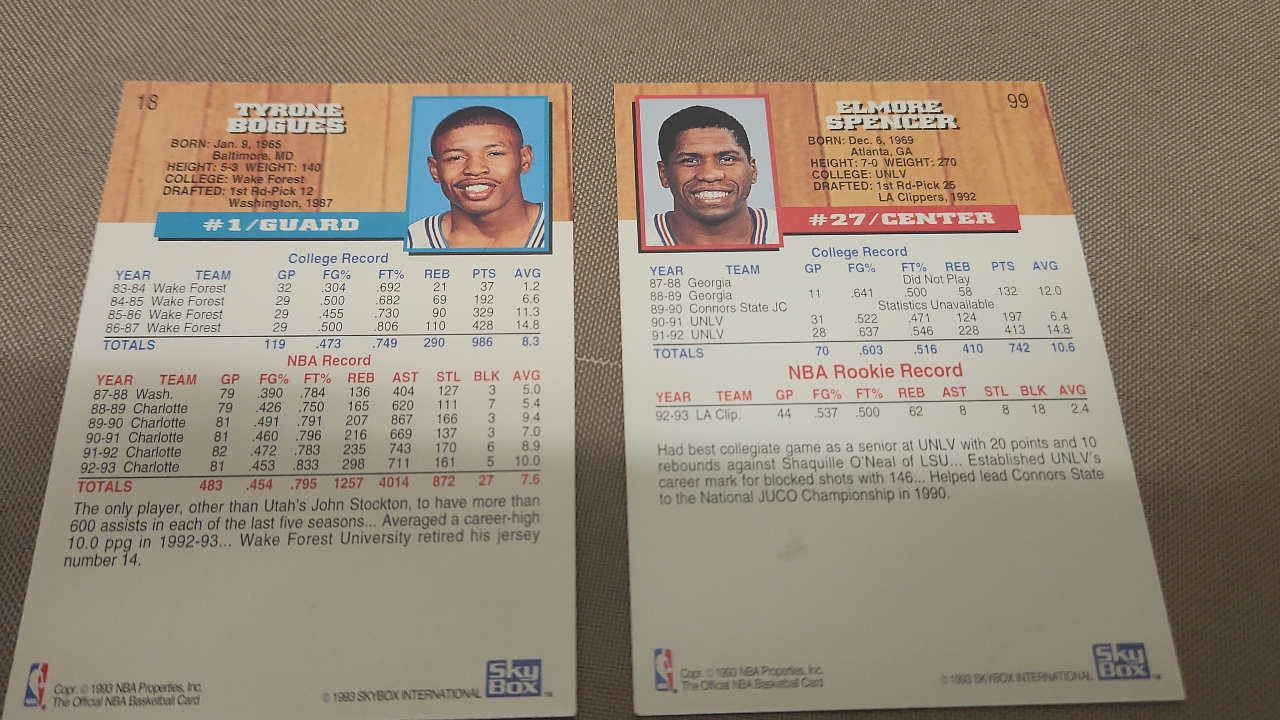 18
TYRONE
BOGUES
BORN: Jan. 9, 1965
Baltimore, MD
HEIGHT: 5-3 WEIGHT: 140
COLLEGE: Wake Forest
DRAFTED: 1st Rd-Pick 12
Washington, 1987
#1/GUARD
College Record
YEAR TEAM GP FG% FT% REB PTS AVG
83-84 Wake Forest 32 .304 .692 21 37 1.2
84-85 Wake Forest 29 .500 .682 69 192 6.6
85-86 Wake Forest 29 .455 .730 90 329 11.3
86-87 Wake Forest 29 .500 .806 110 428 14.8
TOTALS 119 .473 .749 290 986 8.3
NBA Record
YEAR TEAM GP FG% FT% REB AST STL BLK AVG
87-88 Wash. 79 .390 .784 136 404 127 3 5.0
88-89 Charlotte 79 .426 .750 165 620 111 7 5.4
89-90 Charlotte 81 .491 .791 207 867 166 3 9.4
90-91 Charlotte 81 .460 .796 216 669 137 3 7.0
91-92 Charlotte 82 .472 .783 235 743 170 6 8.9
92-93 Charlotte 81 .453 .833 298 711 161 5 10.0
TOTALS 483 .454 .795 1257 4014 872 27 7.6
The only player, other than Utah's John Stockton, to have more than
600 assists in each of the last five seasons... Averaged a career-high
10.0 ppg in 1992-93... Wake Forest University retired his jersey
number 14.
Copr. © 1993 NBA Properties, Inc.
The Official NBA Basketball Card
© 1993 SKYBOX INTERNATIONAL
Sky
Box™
99
ELMORE
SPENCER
BORN: Dec. 6, 1969
Atlanta, GA
HEIGHT: 7-0 WEIGHT: 270
COLLEGE: UNLV
DRAFTED: 1st Rd-Pick 25
LA Clippers, 1992
#27/CENTER
College Record
YEAR TEAM GP FG% FT% REB PTS AVG
87-88 Georgia Did Not Play
88-89 Georgia 11 .641 .500 58 132 12.0
89-90 Connors State JC Statistics Unavailable
90-91 UNLV 31 .522 .471 124 197 6.4
91-92 UNLV 28 .637 .546 228 413 14.8
TOTALS 70 .603 .516 410 742 10.6
NBA Rookie Record
YEAR TEAM GP FG% FT% REB AST STL BLK AVG
92-93 LA Clip. 44 .537 .500 62 8 8 18 2.4
Had best collegiate game as a senior at UNLV with 20 points and 10
rebounds against Shaquille O'Neal of LSU... Established UNLV's
career mark for blocked shots with 146... Helped lead Connors State
to the National JUCO Championship in 1990.
Copr. © 1993 NBA Properties, Inc.
The Official NBA Basketball Card
© 1993 SKYBOX INTERNATIONAL
Sky
Box™